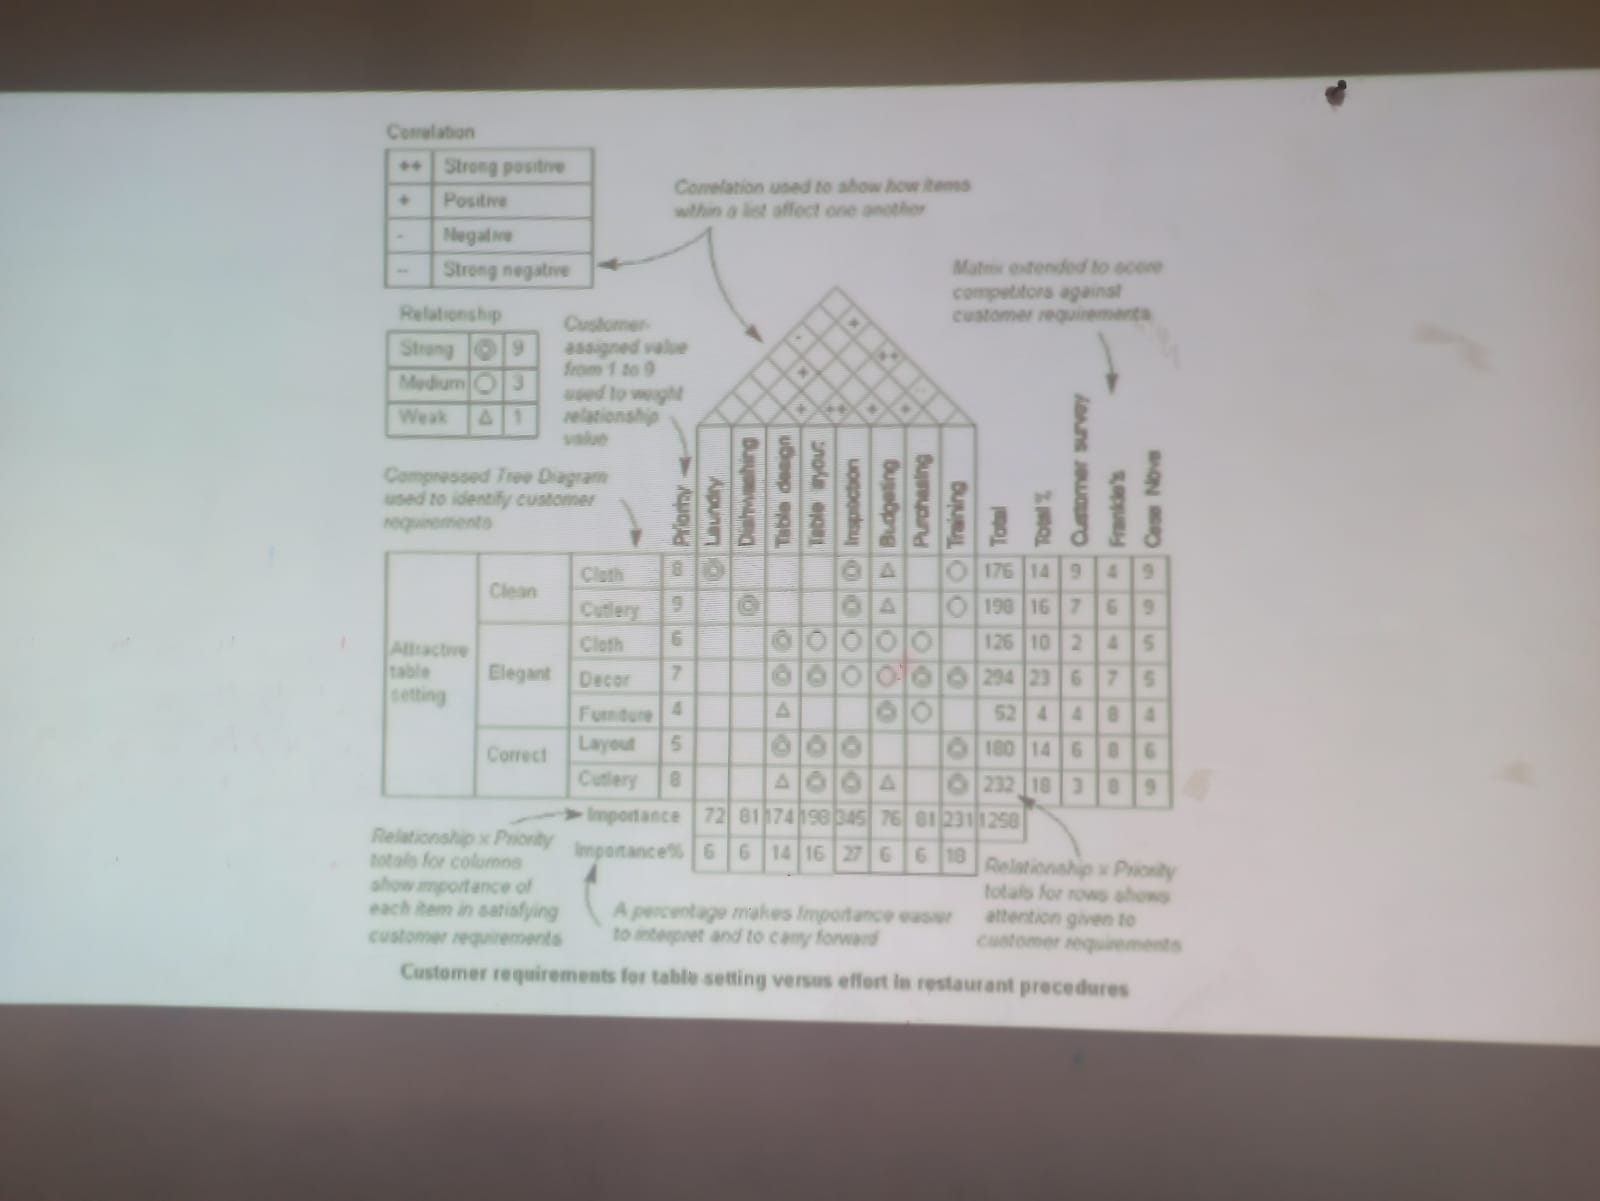 Correlation
++ Strong positive
+ Positive
- Negative
-- Strong negative
Correlation used to show how items
within a list affect one another
Matrix extended to score
competitors against
customer requirements
Relationship
Strong ◎ 9
Medium ○ 3
Weak △ 1
Customer-
assigned value
from 1 to 9
used to weight
relationship
value
Compressed Tree Diagram
used to identify customer
requirements
+
-
++
+
--
+ ++ + +
Priority Laundry Dishwashing Table design Table layout Inspection Budgeting Purchasing Training Total Total % Customer survey Frankie's Casa Nova
Attractive
table
setting
Clean
Cloth 8 ◎ ◎ △ ○ 176 14 9 4 9
Cutlery 9 ◎ ◎ △ ○ 198 16 7 6 9
Elegant
Cloth 6 ◎ ○ ○ ○ ○ 126 10 2 4 5
Decor 7 ◎ ◎ ○ ○ ◎ ◎ 294 23 6 7 5
Furniture 4 △ ◎ ○ 52 4 4 8 4
Correct
Layout 5 ◎ ◎ ◎ ◎ 180 14 6 8 6
Cutlery 8 △ ◎ ◎ △ ◎ 232 18 3 8 9
Importance 72 81 174 198 345 76 81 231 1258
Importance% 6 6 14 16 27 6 6 18
Relationship x Priority
totals for columns
show importance of
each item in satisfying
customer requirements
A percentage makes Importance easier
to interpret and to carry forward
Relationship x Priority
totals for rows shows
attention given to
customer requirements
Customer requirements for table setting versus effort in restaurant precedures